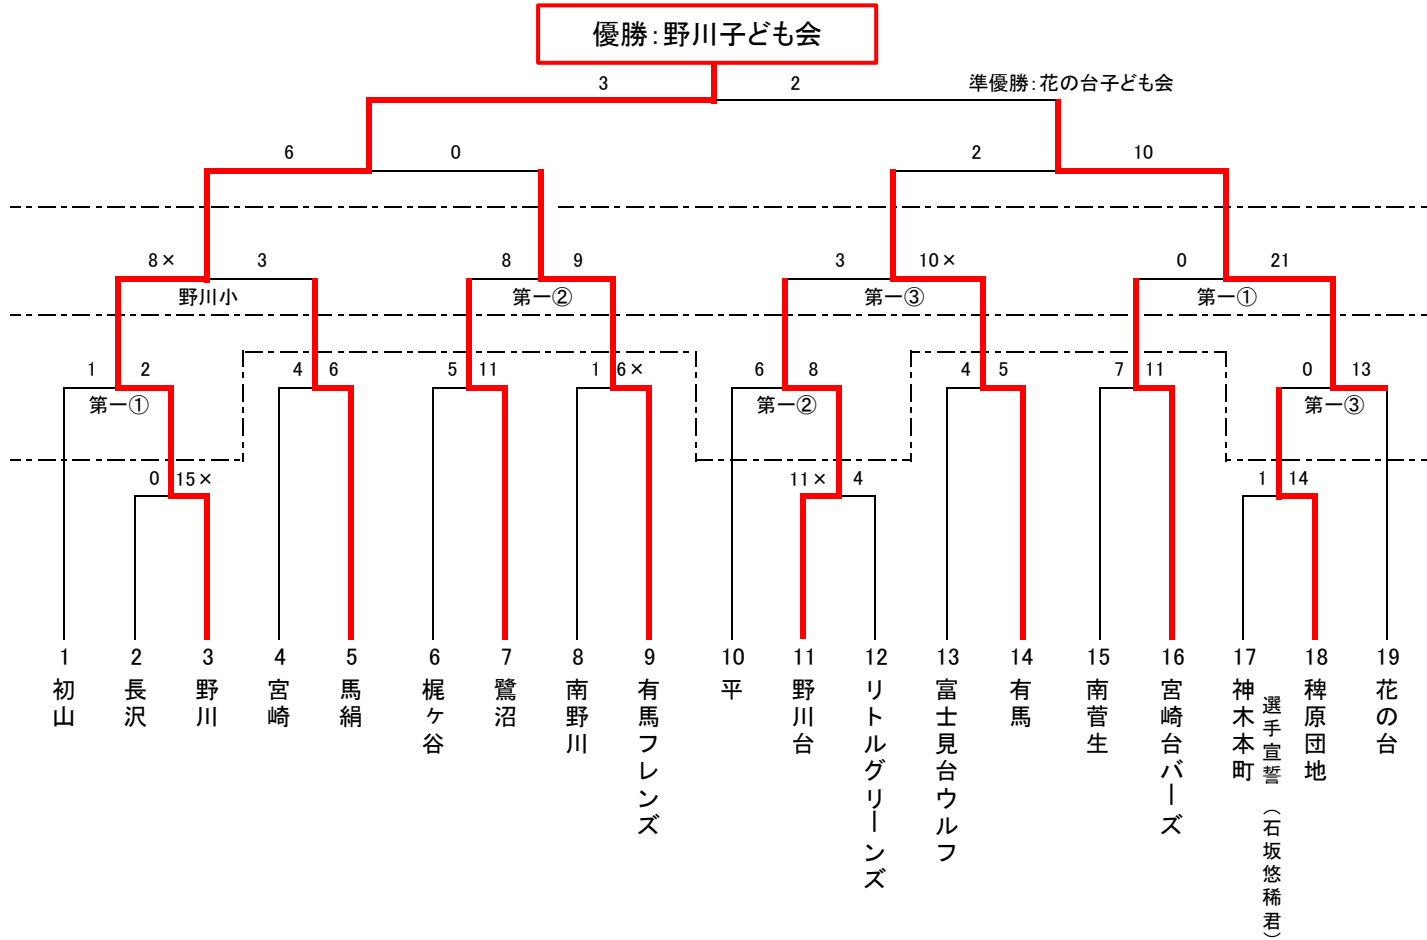 優勝：野川子ども会
3 2 準優勝：花の台子ども会
6 0 2 10
8× 3 8 9 3 10× 0 21
野川小 第一② 第一③ 第一①
1 2 4 6 5 11 1 6× 6 8 4 5 7 11 0 13
第一① 第一② 第一③
0 15× 11× 4 1 14
1 2 3 4 5 6 7 8 9 10 11 12 13 14 15 16 17 18 19
初山
長沢
野川
宮崎
馬絹
梶ヶ谷
鷺沼
南野川
有馬フレンズ
平
野川台
リトルグリーンズ
富士見台ウルフ
有馬
南菅生
宮崎台バーズ
神木本町
選手宣誓（石坂悠稀君）
稗原団地
花の台